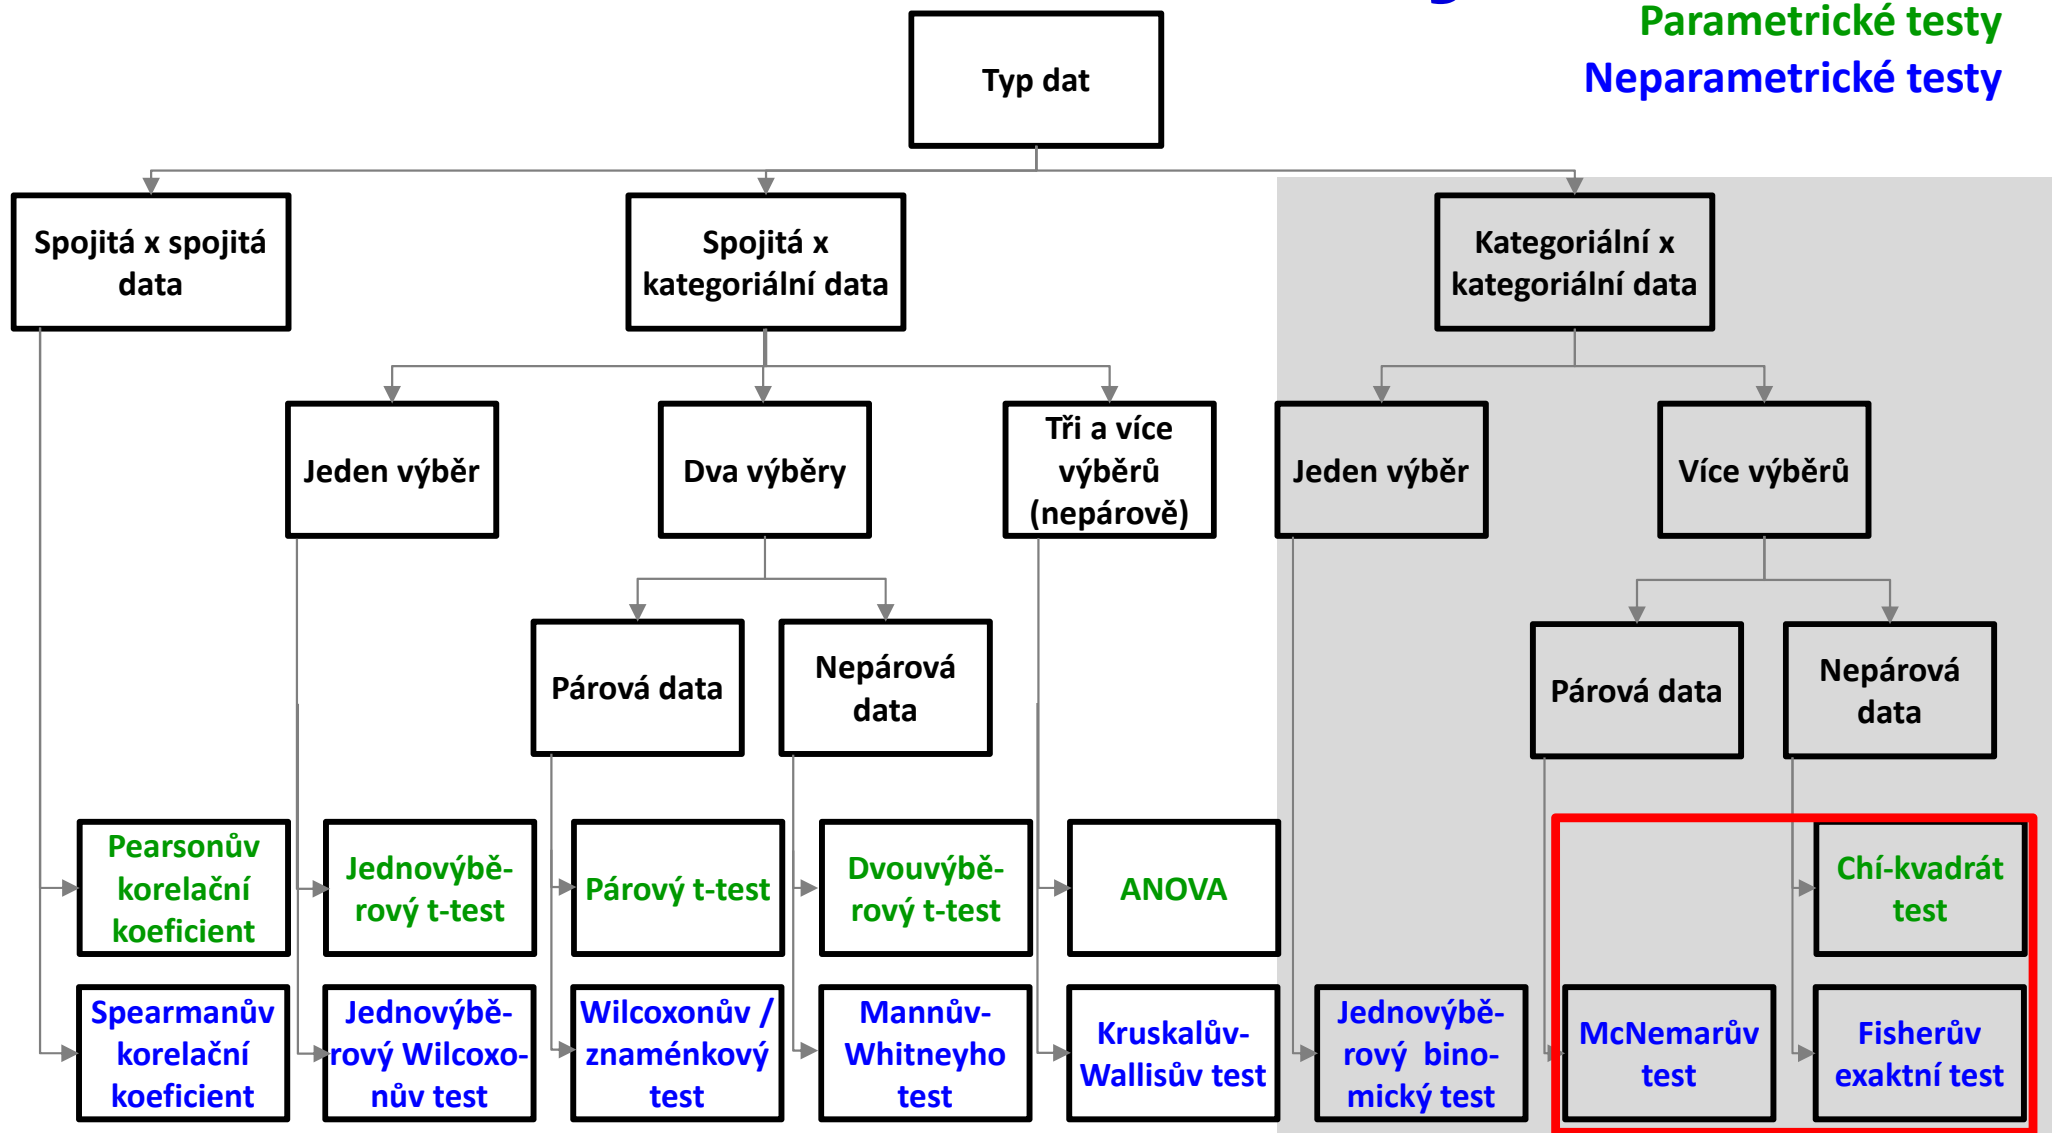 Parametrické testy
Neparametrické testy
Typ dat
Spojitá x spojitá
data
Spojitá x
kategoriální data
Kategoriální x
kategoriální data
Jeden výběr
Dva výběry
Tři a více
výběrů
(nepárově)
Jeden výběr
Více výběrů
Párová data
Nepárová
data
Párová data
Nepárová
data
Pearsonův
korelační
koeficient
Jednovýbě-
rový t-test
Párový t-test
Dvouvýbě-
rový t-test
ANOVA
Chí-kvadrát
test
Spearmanův
korelační
koeficient
Jednovýbě-
rový Wilcoxo-
nův test
Wilcoxonův /
znaménkový
test
Mannův-
Whitneyho
test
Kruskalův-
Wallisův test
Jednovýbě-
rový bino-
mický test
McNemarův
test
Fisherův
exaktní test